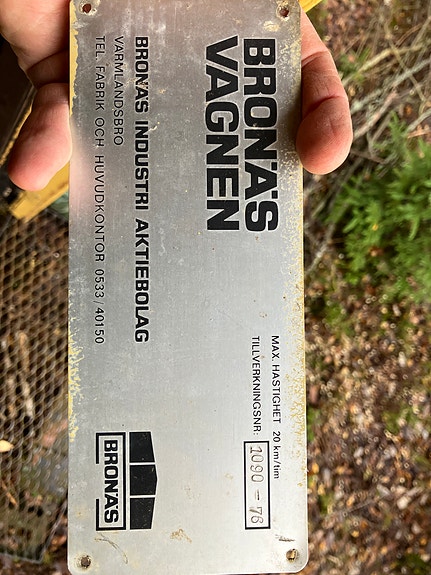 BRONÄS
VAGNEN
MAX. HASTIGHET 20 km/tim
TILLVERKNINGSNR: 1090-76
BRONÄS INDUSTRI AKTIEBOLAG
VÄRMLANDSBRO
TEL. FABRIK OCH HUVUDKONTOR 0533/40150
BRONÄS